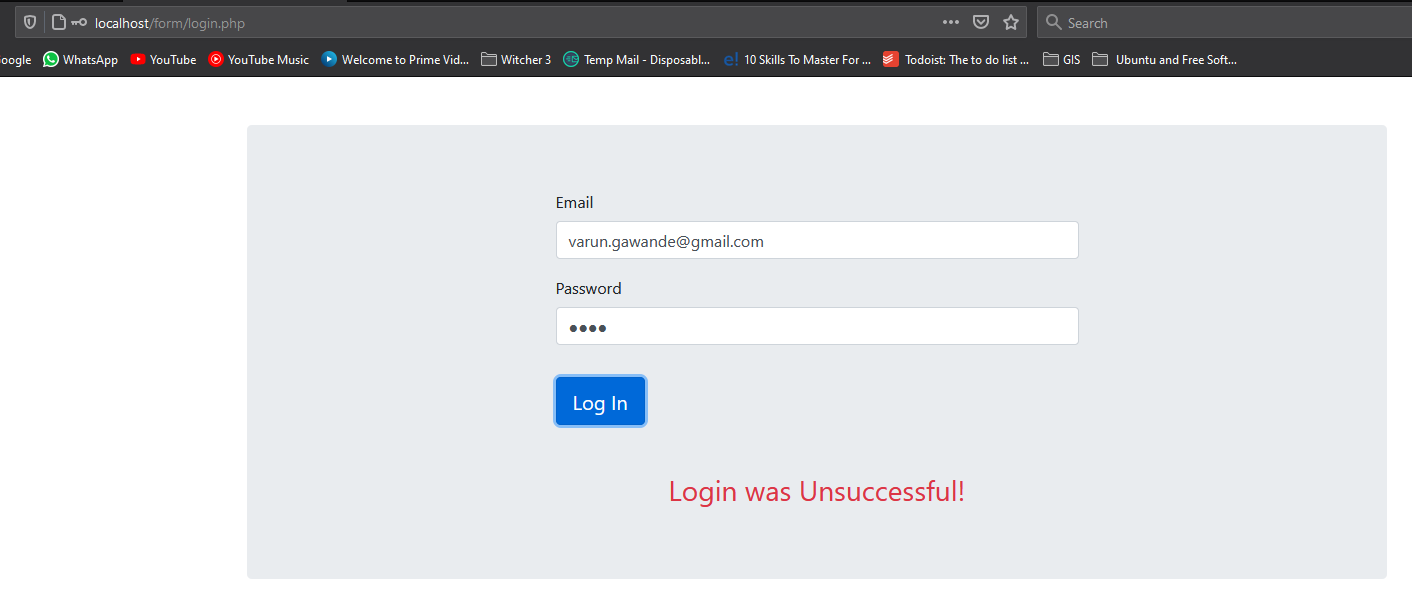 localhost/form/login.php
Search
oogle WhatsApp YouTube YouTube Music Welcome to Prime Vid... Witcher 3 Temp Mail - Disposabl... e! 10 Skills To Master For ... Todoist: The to do list ... GIS Ubuntu and Free Soft...
Email
varun.gawande@gmail.com
Password
Log In
Login was Unsuccessful!